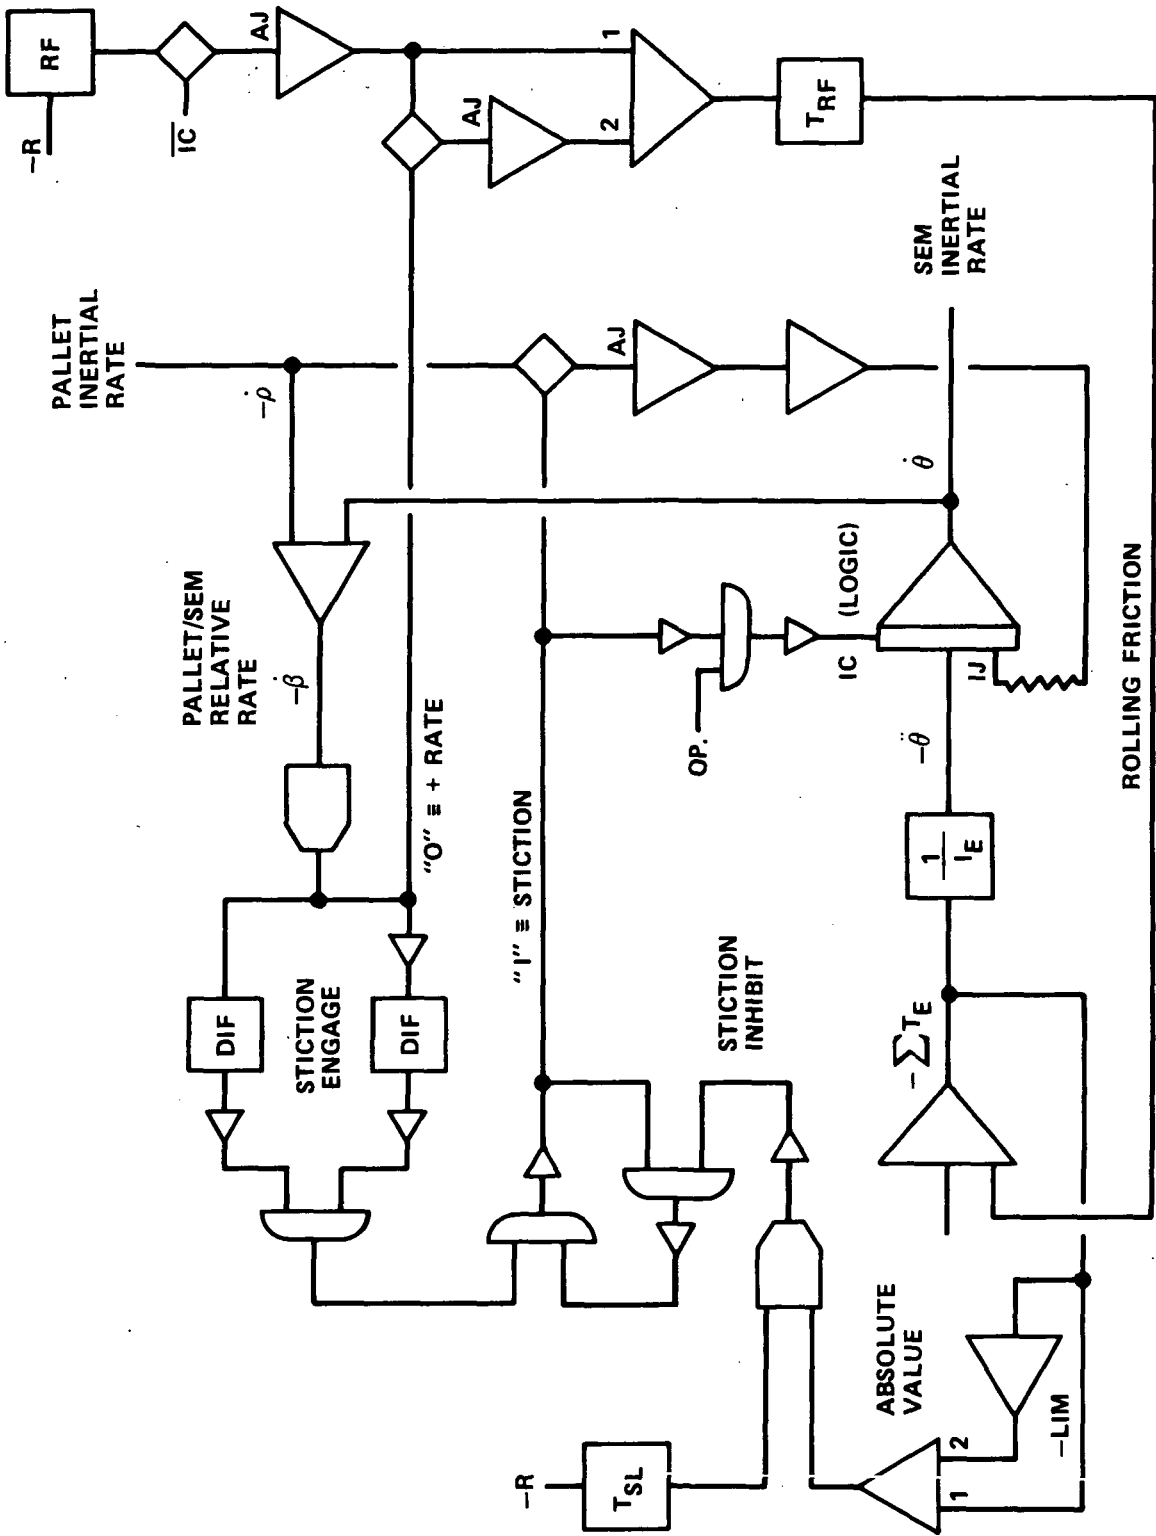 RF
−R
I̅C̅
AJ
AJ
1
2
T_RF
PALLET
INERTIAL
RATE
−ρ̇
PALLET/SEM
RELATIVE
RATE
−β̇
DIF
STICTION
ENGAGE
DIF
"O" ≡ + RATE
"I" ≡ STICTION
AJ
−R
T_SL
STICTION
INHIBIT
OP.
IC (LOGIC)
IJ
ABSOLUTE
VALUE
2
1
−LIM
−∑T_E
1
I_E
−θ̈
θ̇
SEM
INERTIAL
RATE
ROLLING FRICTION